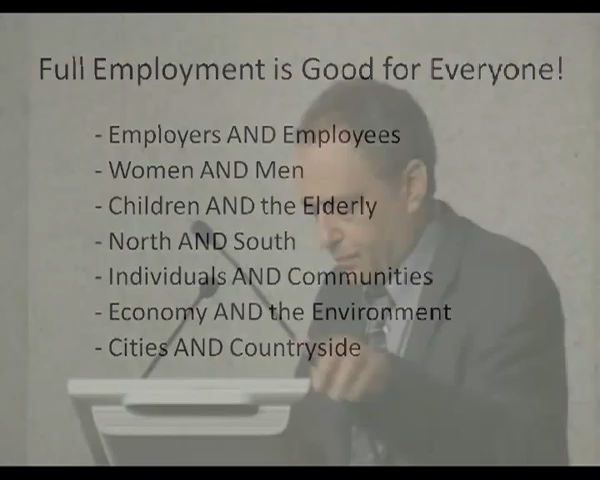 Full Employment is Good for Everyone!
- Employers AND Employees
- Women AND Men
- Children AND the Elderly
- North AND South
- Individuals AND Communities
- Economy AND the Environment
- Cities AND Countryside